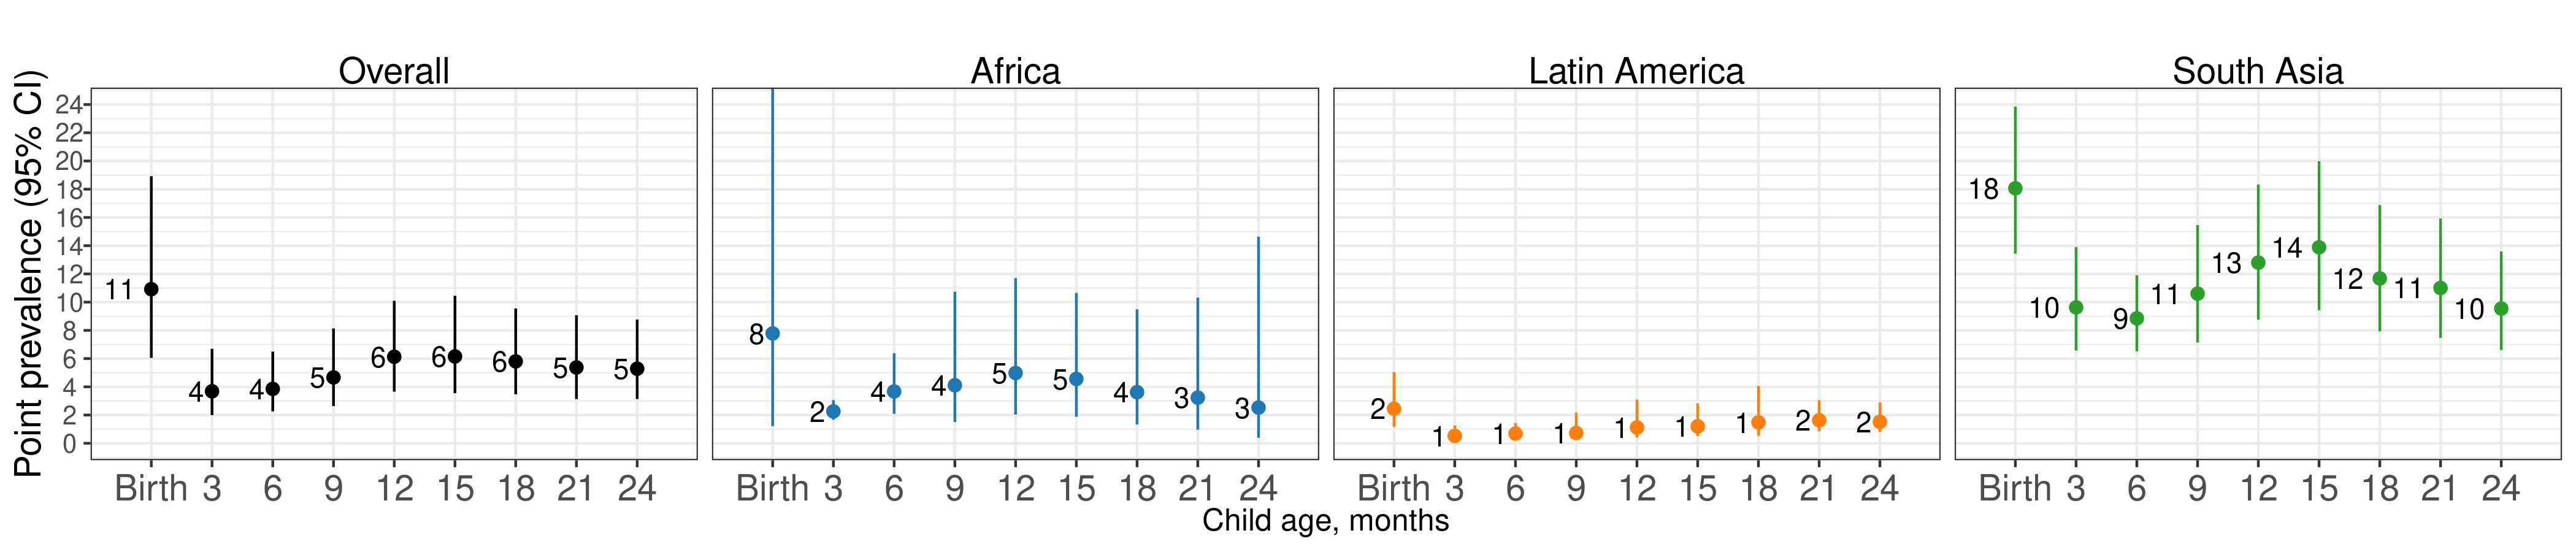 Overall
Africa
Latin America
South Asia
Point prevalence (95% CI)
24
22
20
18
16
14
12
10
8
6
4
2
0
11 4 4 5 6 6 6 5 5
8 2 4 4 5 5 4 3 3
2 1 1 1 1 1 1 2 2
18 10 9 11 13 14 12 11 10
Birth 3 6 9 12 15 18 21 24
Birth 3 6 9 12 15 18 21 24
Birth 3 6 9 12 15 18 21 24
Birth 3 6 9 12 15 18 21 24
Child age, months